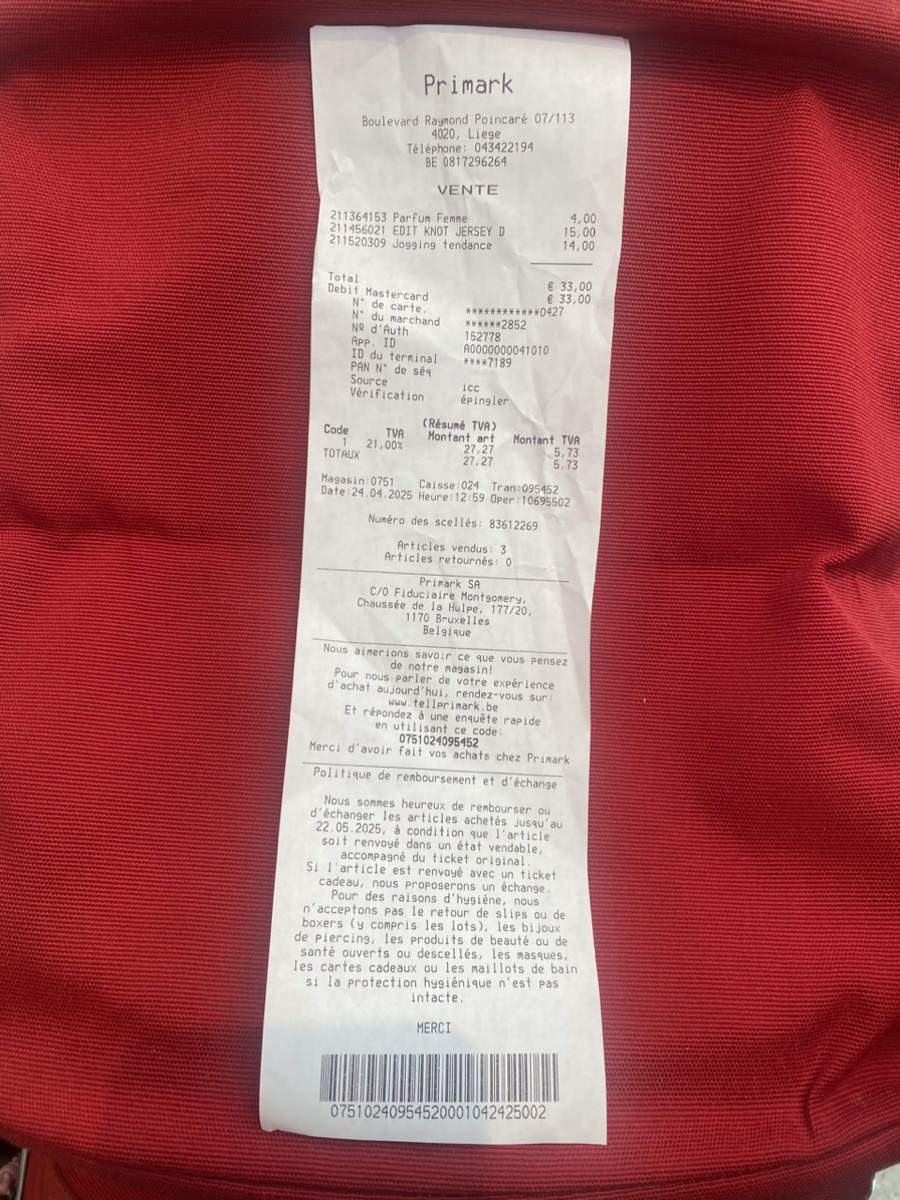 Primark
Boulevard Raymond Poincaré 07/113
4020, Liege
Téléphone: 043422194
BE 0817296264
VENTE
211364153 Parfum Femme 4,00
211456021 EDIT KNOT JERSEY D 15,00
211520309 Jogging tendance 14,00
Total € 33,00
Debit Mastercard € 33,00
N° de carte. ************0427
N° du marchand ******2852
Nº d'Auth 152778
App. ID A0000000041010
ID du terminal ****7189
PAN N° de séq
Source icc
Vérification épingler
(Résumé TVA)
Code TVA Montant art Montant TVA
1 21,00% 27,27 5,73
TOTAUX 27,27 5,73
Magasin:0751 Caisse:024 Tran:095452
Date:24.04.2025 Heure:12:59 Oper:10695502
Numéro des scellés: 83612269
Articles vendus: 3
Articles retournés: 0
Primark SA
C/O Fiduciaire Montgomery,
Chaussée de la Hulpe, 177/20,
1170 Bruxelles
Belgique
Nous aimerions savoir ce que vous pensez
de notre magasin!
Pour nous parler de votre expérience
d'achat aujourd'hui, rendez-vous sur:
www.tellprimark.be
Et répondez à une enquête rapide
en utilisant ce code:
0751024095452
Merci d'avoir fait vos achats chez Primark
Politique de remboursement et d'échange
Nous sommes heureux de rembourser ou
d'échanger les articles achetés jusqu'au
22.05.2025, à condition que l'article
soit renvoyé dans un état vendable,
accompagné du ticket original.
Si l'article est renvoyé avec un ticket
cadeau, nous proposerons un échange.
Pour des raisons d'hygiène, nous
n'acceptons pas le retour de slips ou de
boxers (y compris les lots), les bijoux
de piercing, les produits de beauté ou de
santé ouverts ou descellés, les masques,
les cartes cadeaux ou les maillots de bain
si la protection hygiénique n'est pas
intacte.
MERCI
07510240954520001042425002